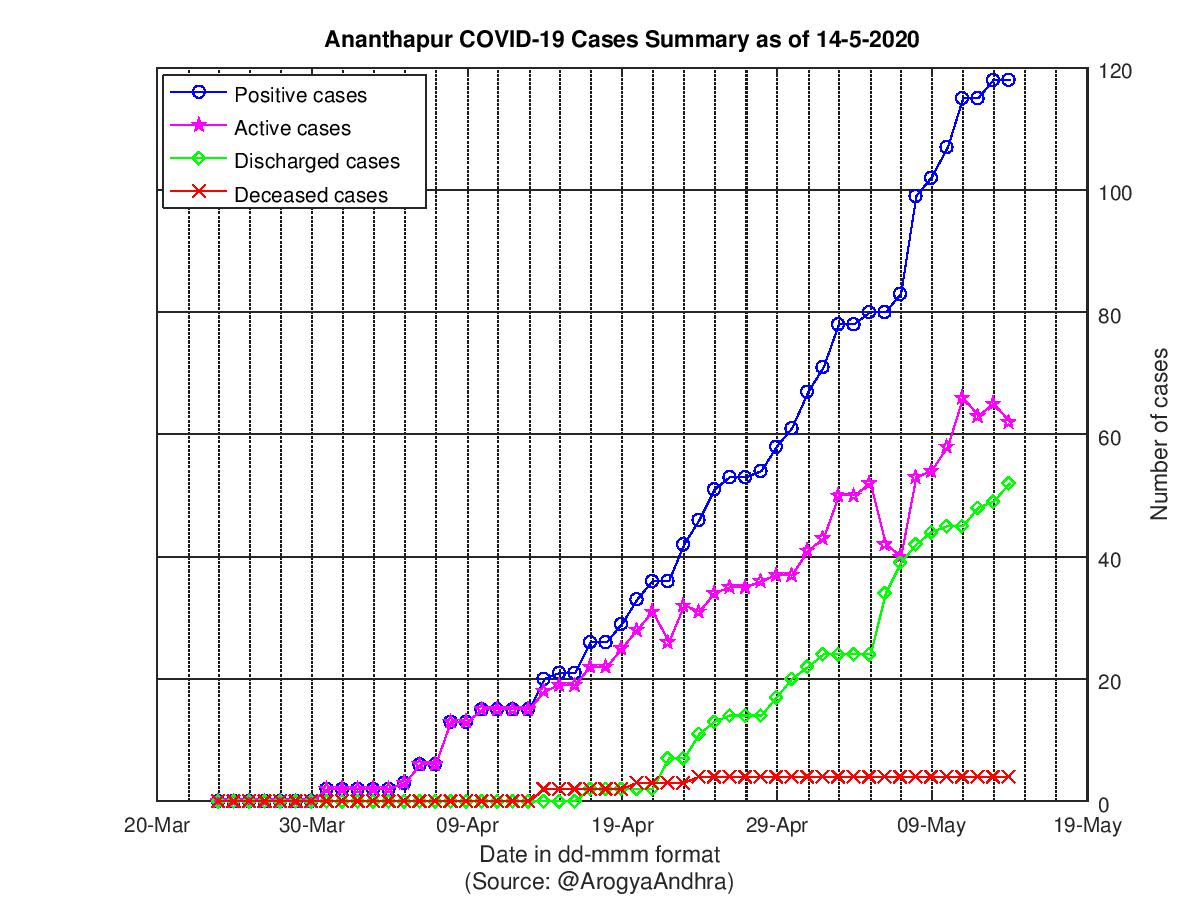 Ananthapur COVID-19 Cases Summary as of 14-5-2020
Positive cases
Active cases
Discharged cases
Deceased cases
120
100
80
60
40
20
0
Number of cases
20-Mar 30-Mar 09-Apr 19-Apr 29-Apr 09-May 19-May
Date in dd-mmm format
(Source: @ArogyaAndhra)